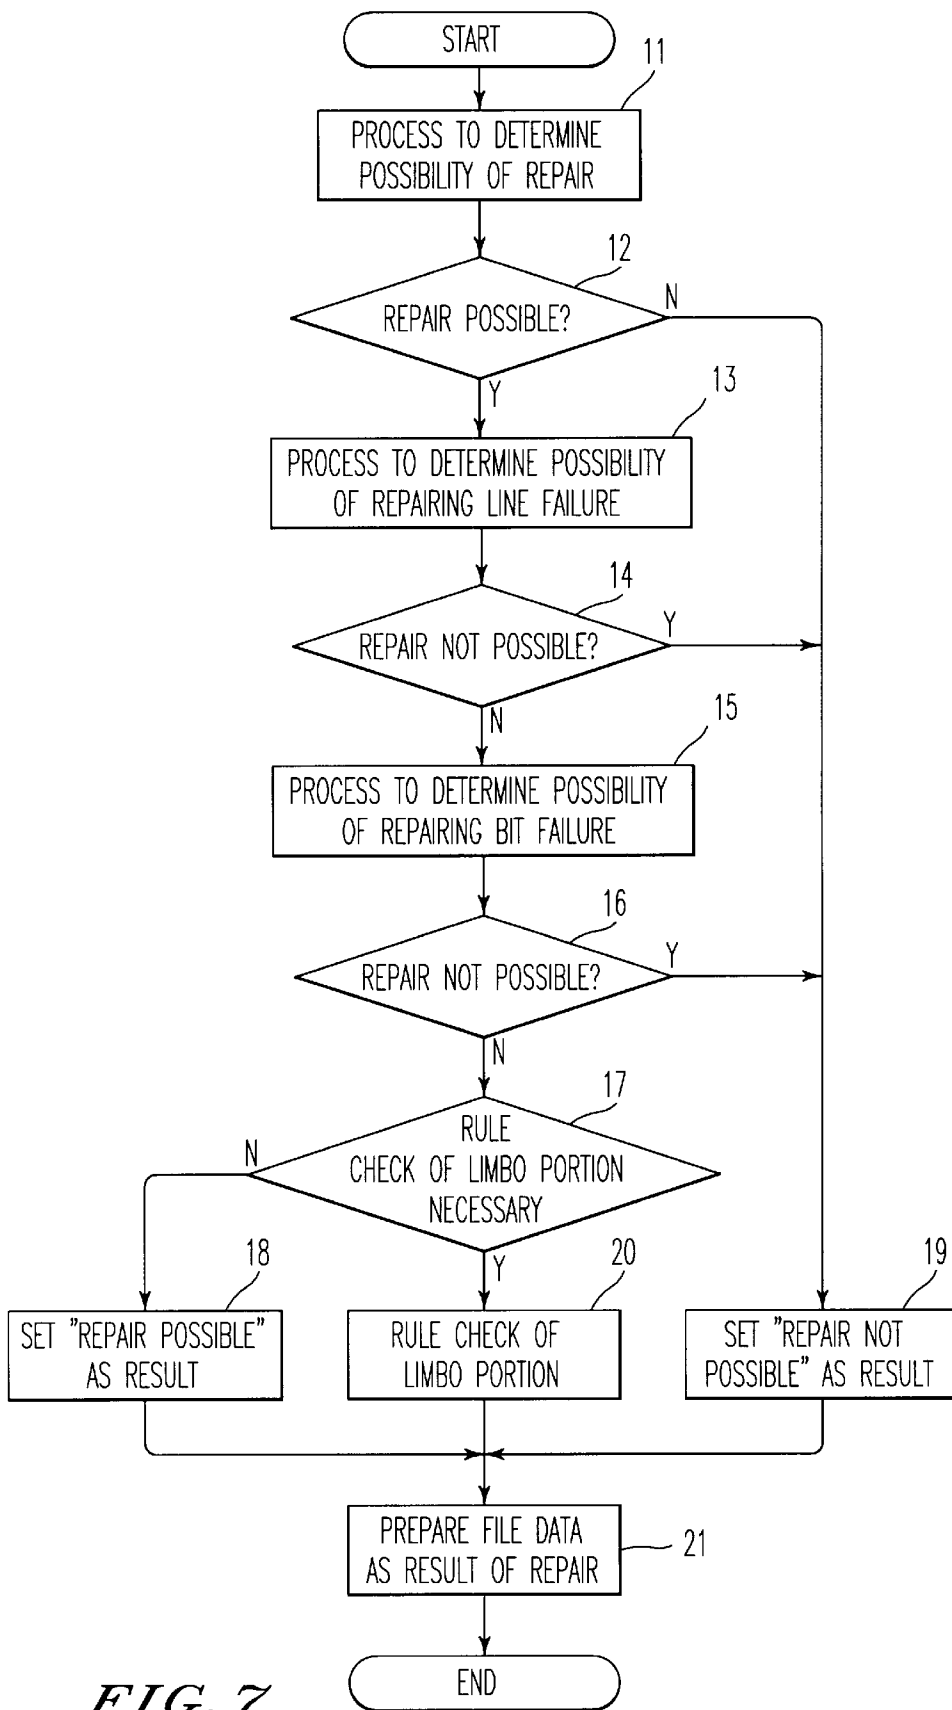 START
11
PROCESS TO DETERMINE
POSSIBILITY OF REPAIR
12
REPAIR POSSIBLE?
N
Y
13
PROCESS TO DETERMINE POSSIBILITY
OF REPAIRING LINE FAILURE
14
REPAIR NOT POSSIBLE?
Y
N
15
PROCESS TO DETERMINE POSSIBILITY
OF REPAIRING BIT FAILURE
16
REPAIR NOT POSSIBLE?
Y
N
17
RULE
CHECK OF LIMBO PORTION
NECESSARY
N
Y
18
SET "REPAIR POSSIBLE"
AS RESULT
20
RULE CHECK OF
LIMBO PORTION
19
SET "REPAIR NOT
POSSIBLE" AS RESULT
PREPARE FILE DATA
AS RESULT OF REPAIR
21
END
FIG. 7